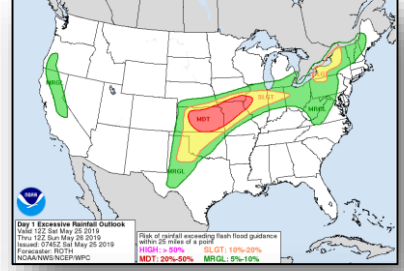 MRGL
SLGT
SLGT
MDT
MRGL
MRGL
NOAA
Day 1 Excessive Rainfall Outlook
Valid 12Z Sat May 25 2019
Thru 12Z Sun May 26 2019
Issued: 0745Z Sat May 25 2019
Forecaster: ROTH
NOAA/NWS/NCEP/WPC
Risk of rainfall exceeding flash flood guidance
within 25 miles of a point
HIGH: > 50% SLGT: 10%-20%
MDT: 20%-50% MRGL: 5%-10%